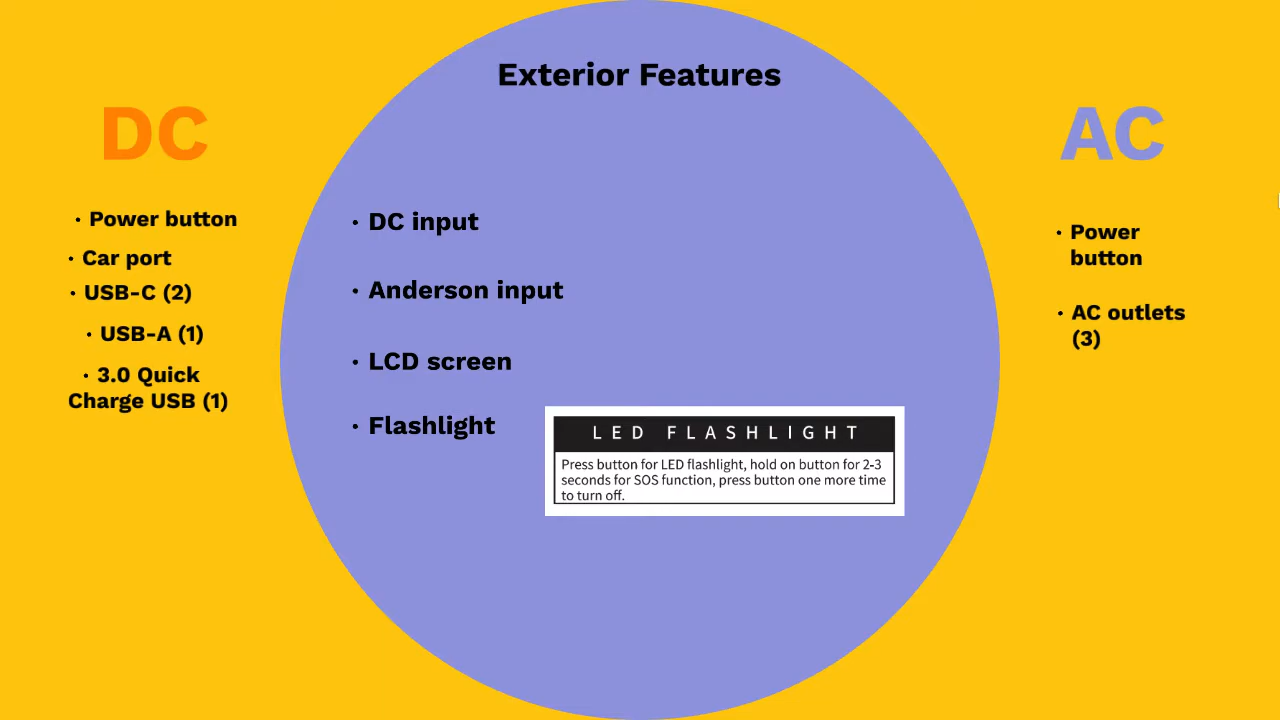 Exterior Features
DC
• Power button
• Car port
• USB-C (2)
• USB-A (1)
• 3.0 Quick
Charge USB (1)
• DC input
• Anderson input
• LCD screen
• Flashlight
LED FLASHLIGHT
Press button for LED flashlight, hold on button for 2-3
seconds for SOS function, press button one more time
to turn off.
AC
• Power
button
• AC outlets
(3)